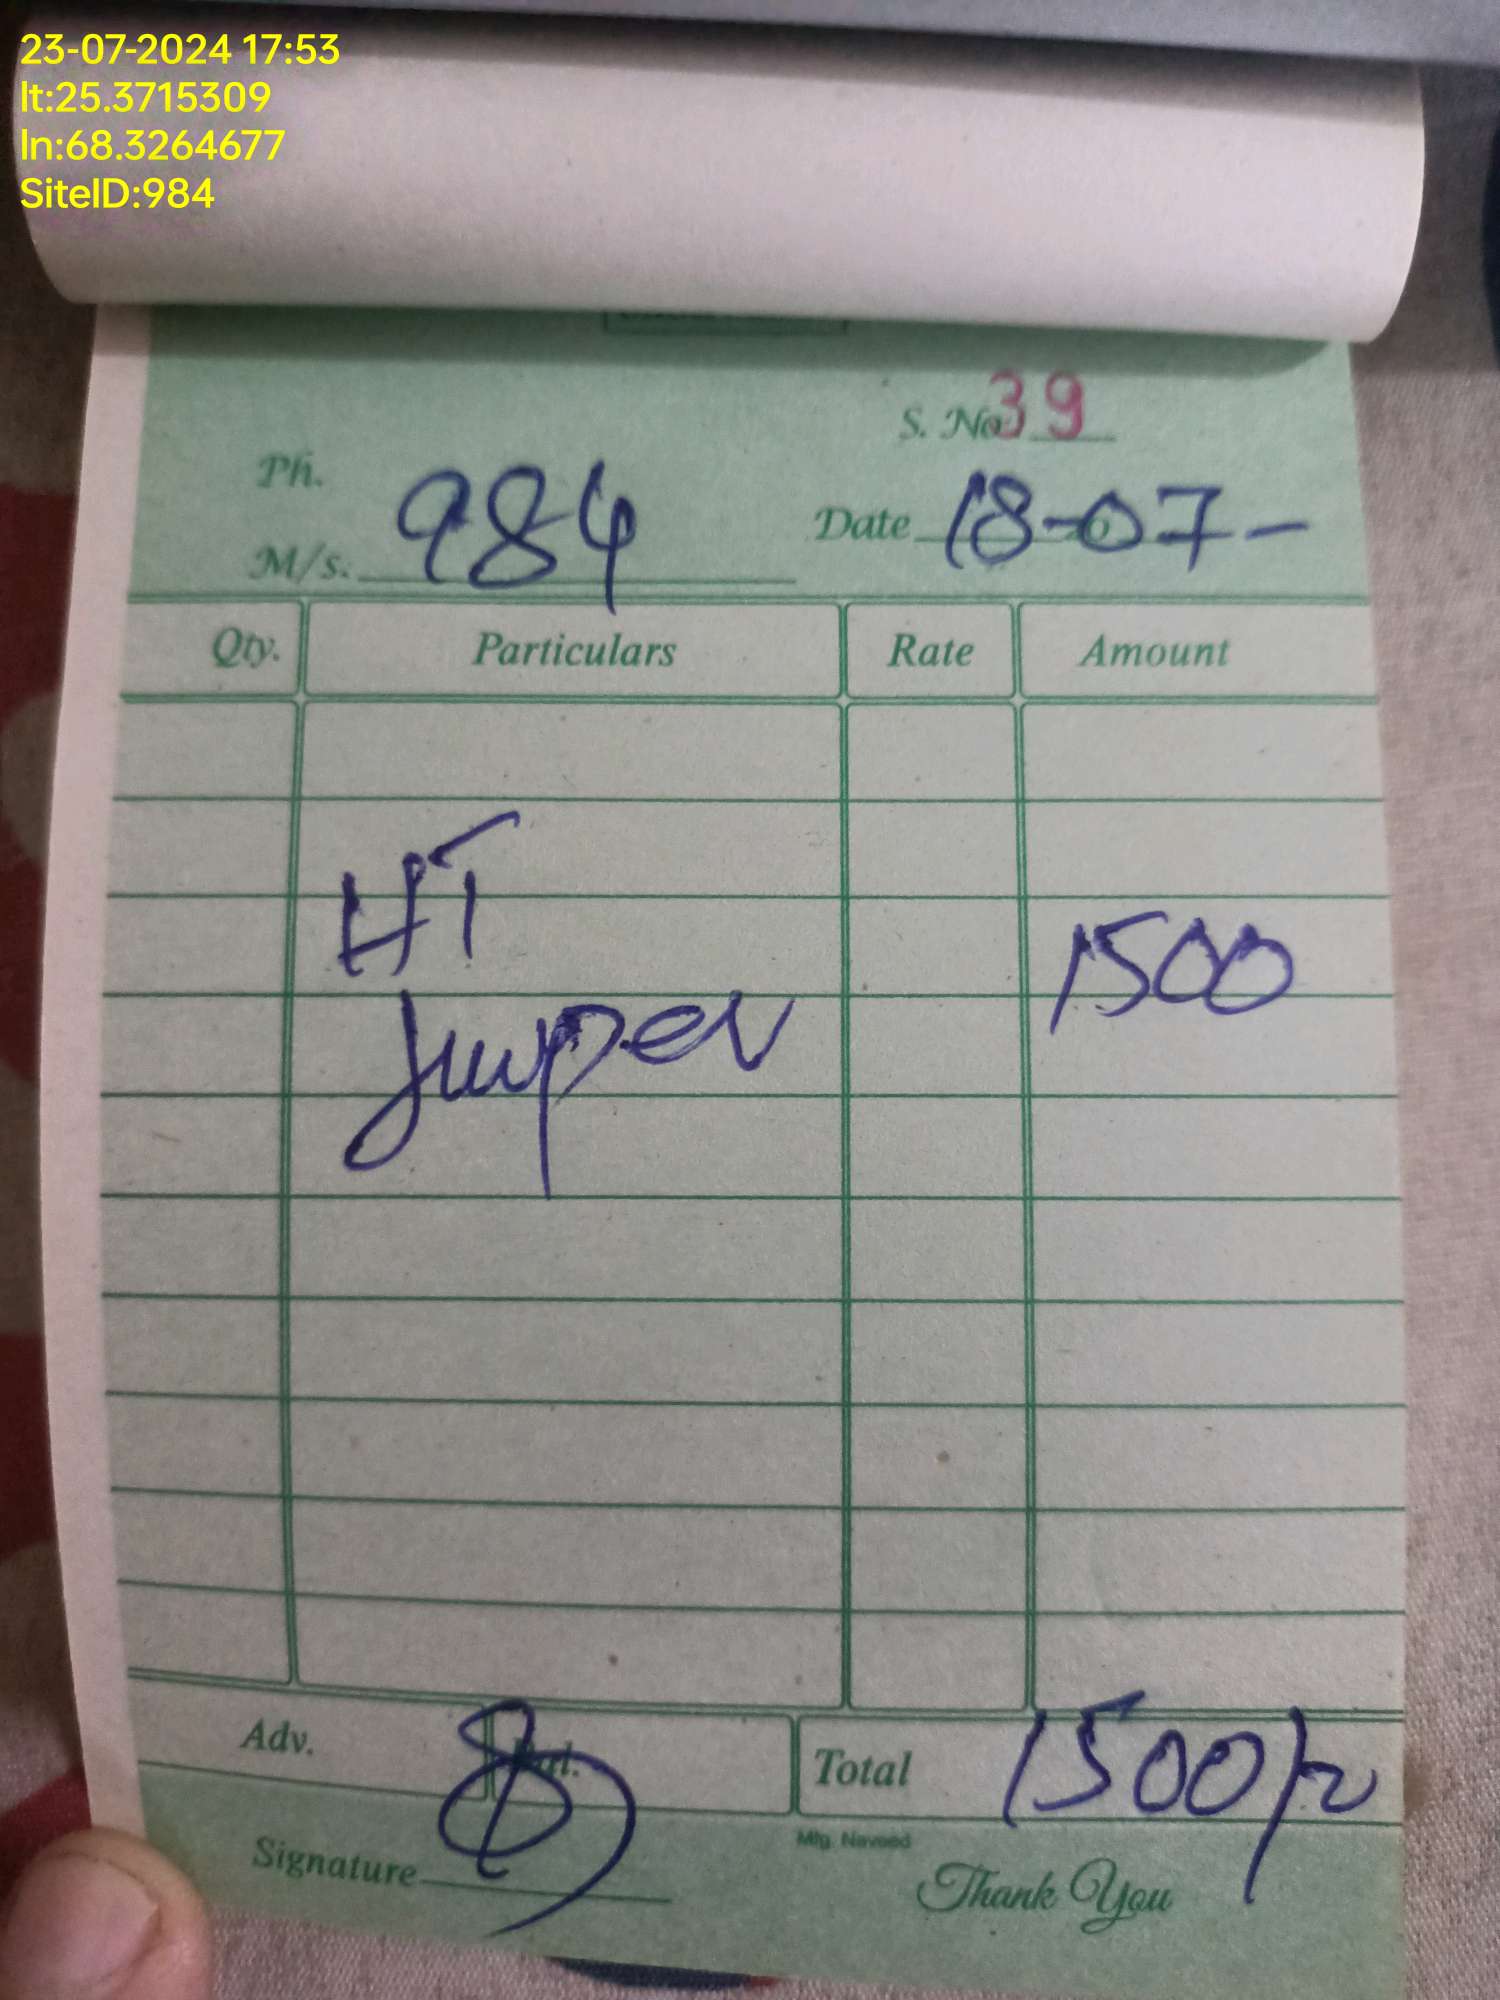 23-07-2024 17:53
lt:25.3715309
ln:68.3264677
SiteID:984
S. No 39
Ph.
M/s. 984
Date 18-07-
Qty. Particulars Rate Amount
HT
Jumper
1500
Adv. Bal. Total 1500/=
Mfg. Naveed
Signature
Thank You